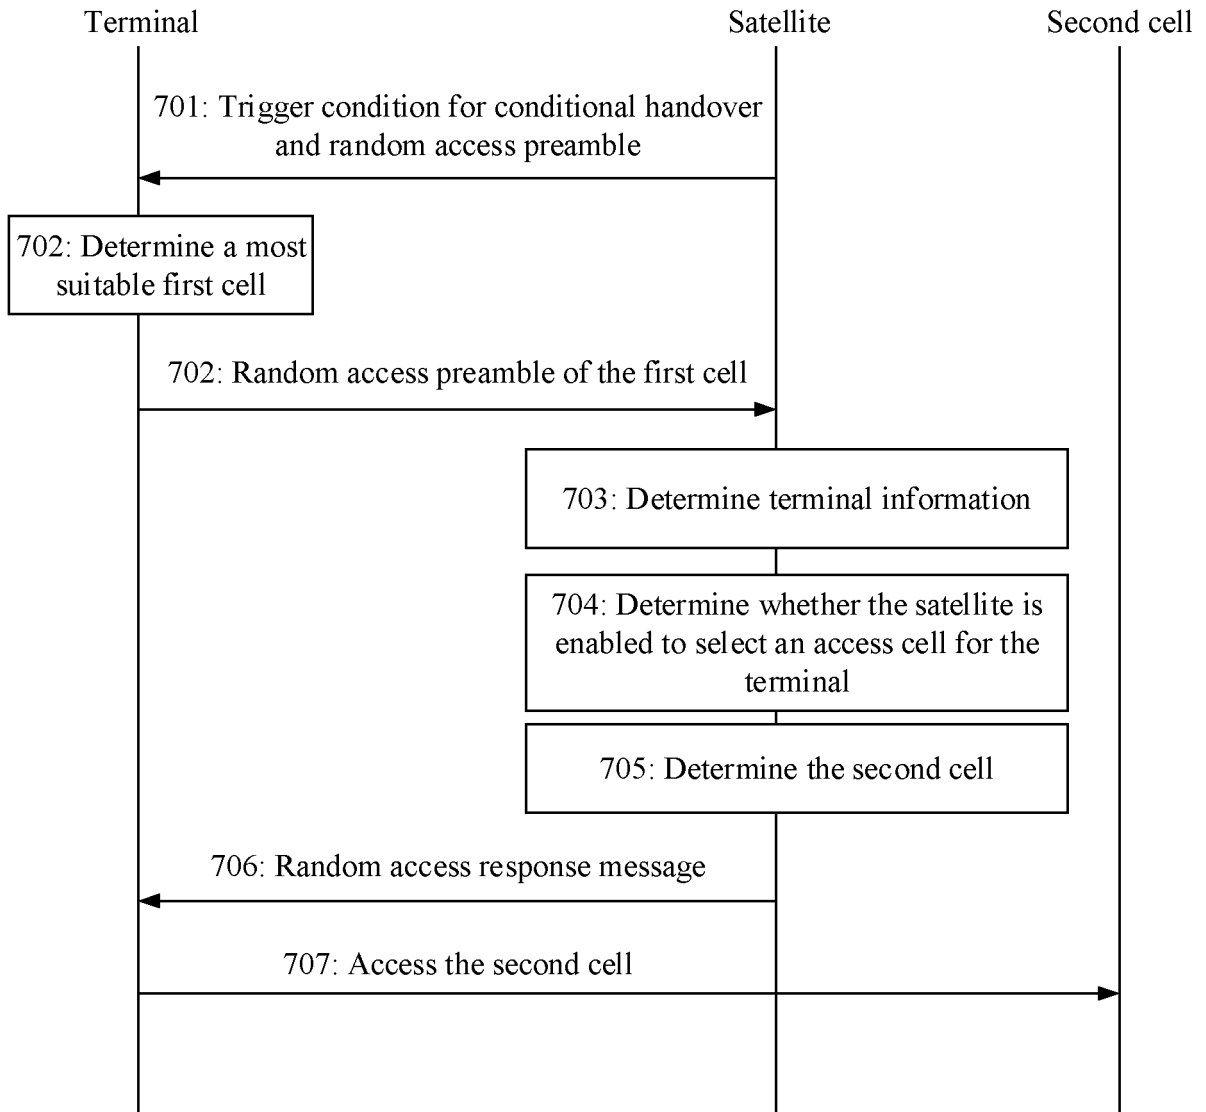 Terminal
Satellite
Second cell
701: Trigger condition for conditional handover
and random access preamble
702: Determine a most
suitable first cell
702: Random access preamble of the first cell
703: Determine terminal information
704: Determine whether the satellite is
enabled to select an access cell for the
terminal
705: Determine the second cell
706: Random access response message
707: Access the second cell